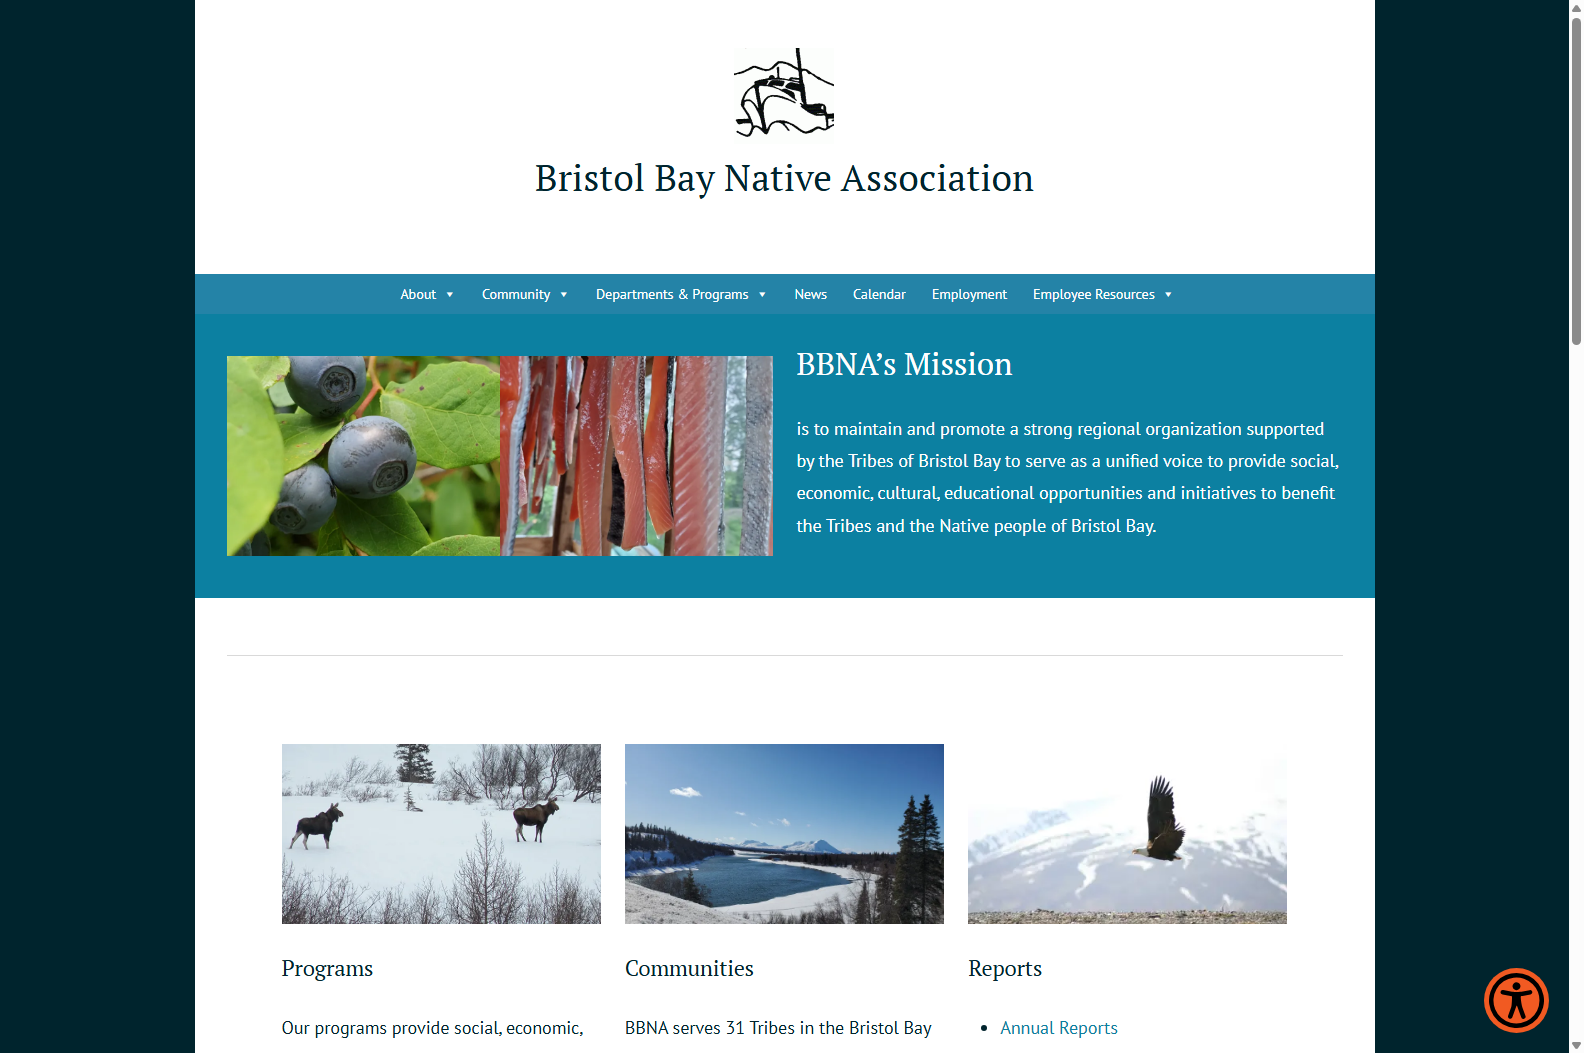 Bristol Bay Native Association
About
Community
Departments & Programs
News
Calendar
Employment
Employee Resources
BBNA’s Mission
is to maintain and promote a strong regional organization supported
by the Tribes of Bristol Bay to serve as a unified voice to provide social,
economic, cultural, educational opportunities and initiatives to benefit
the Tribes and the Native people of Bristol Bay.
Programs
Our programs provide social, economic,
Communities
BBNA serves 31 Tribes in the Bristol Bay
Reports
Annual Reports